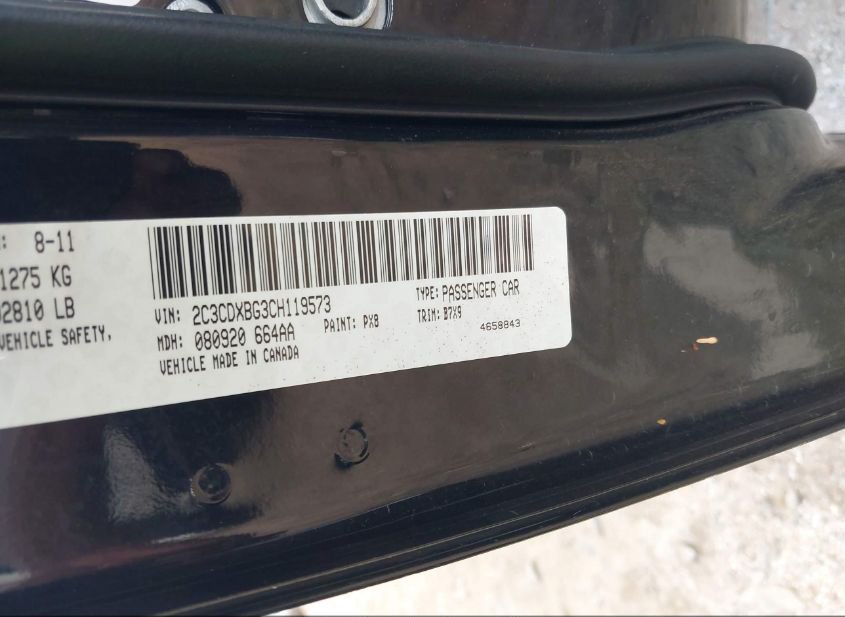 : 8-11
1275 KG
02810 LB
VEHICLE SAFETY,
VIN: 2C3CDXBG3CH119573
TYPE: PASSENGER CAR
MDH: 080920 664AA
PAINT: PX8
TRIM: B7X9
VEHICLE MADE IN CANADA
4658843